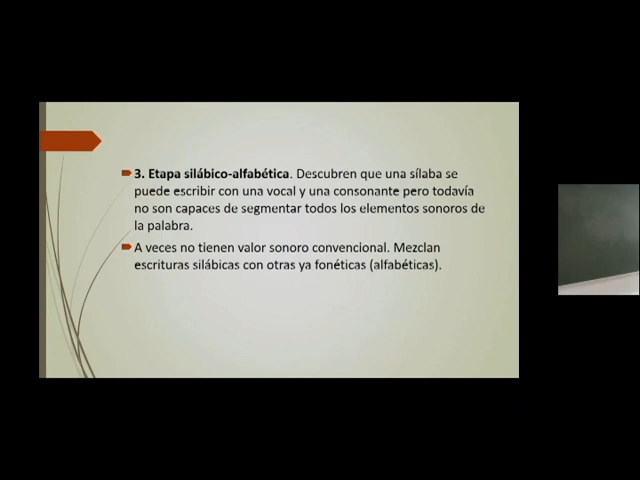 3. Etapa silábico-alfabética. Descubren que una sílaba se
puede escribir con una vocal y una consonante pero todavía
no son capaces de segmentar todos los elementos sonoros de
la palabra.
A veces no tienen valor sonoro convencional. Mezclan
escrituras silábicas con otras ya fonéticas (alfabéticas).